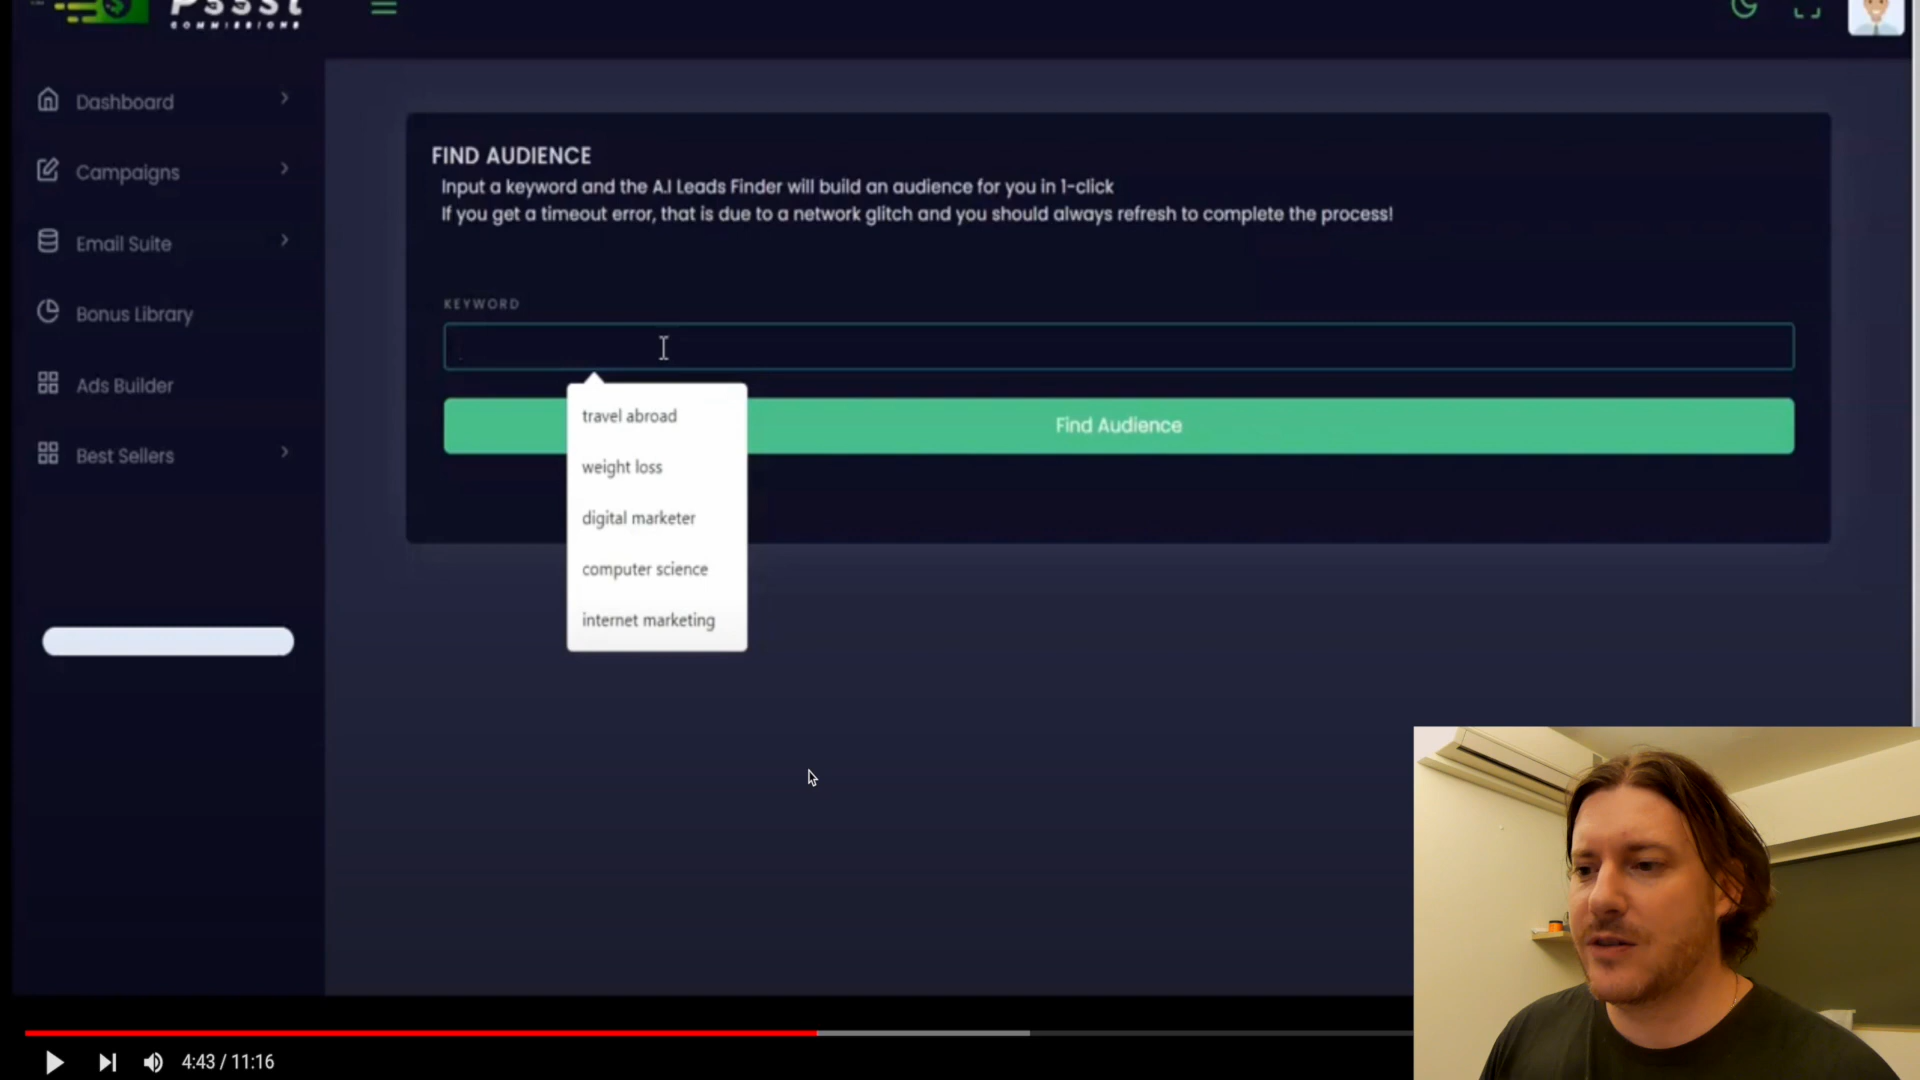 Pssst
COMMISSIONS
Dashboard
Campaigns
Email Suite
Bonus Library
Ads Builder
Best Sellers
FIND AUDIENCE
Input a keyword and the A.I Leads Finder will build an audience for you in 1-click
If you get a timeout error, that is due to a network glitch and you should always refresh to complete the process!
KEYWORD
Find Audience
travel abroad
weight loss
digital marketer
computer science
internet marketing
4:43 / 11:16